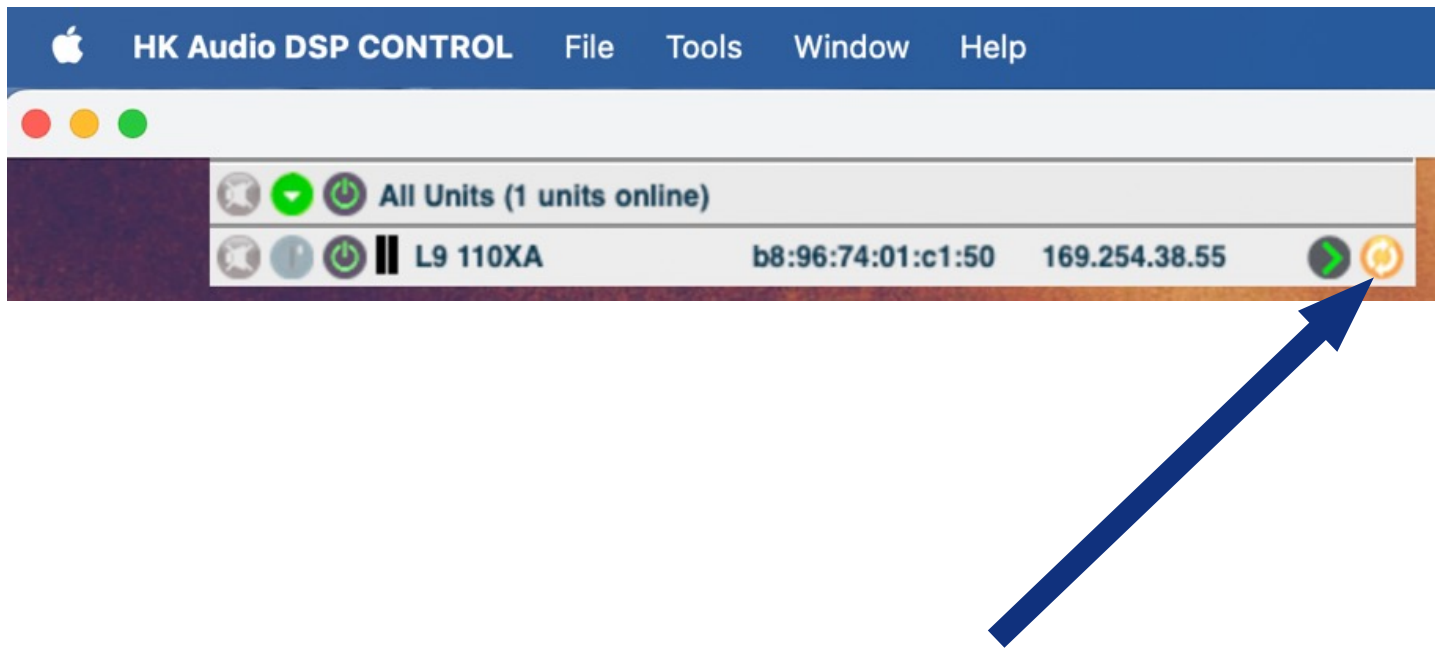 HK Audio DSP CONTROL File Tools Window Help
All Units (1 units online)
L9 110XA b8:96:74:01:c1:50 169.254.38.55